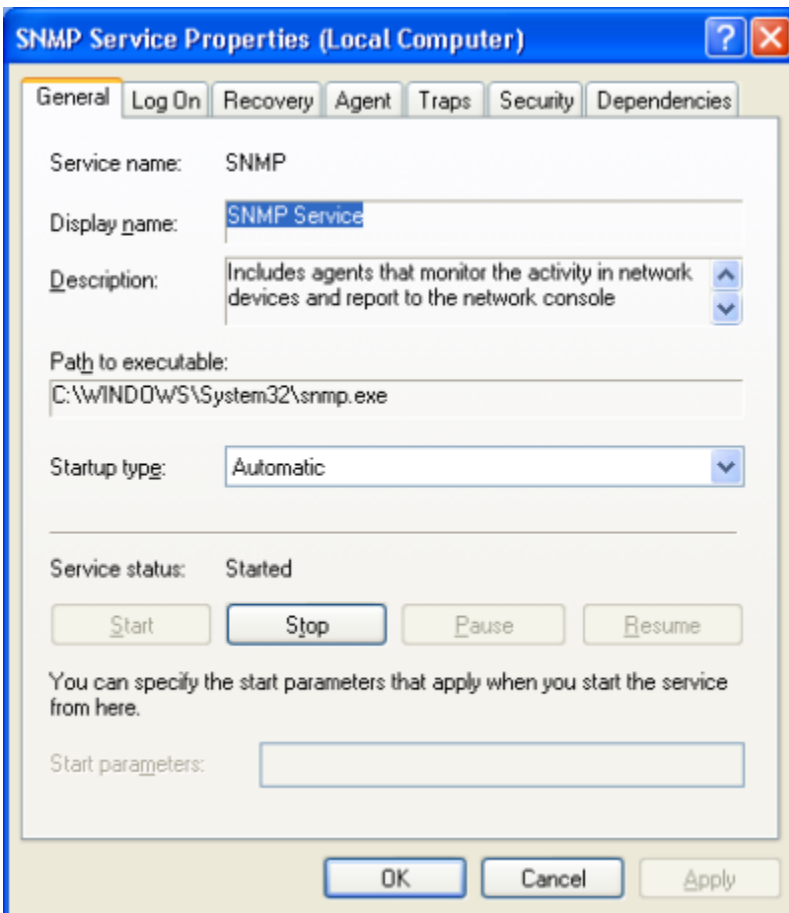 SNMP Service Properties (Local Computer)
General Log On Recovery Agent Traps Security Dependencies
Service name: SNMP
Display name: SNMP Service
Description: Includes agents that monitor the activity in network
devices and report to the network console
Path to executable:
C:\WINDOWS\System32\snmp.exe
Startup type: Automatic
Service status: Started
Start Stop Pause Resume
You can specify the start parameters that apply when you start the service
from here.
Start parameters:
OK Cancel Apply